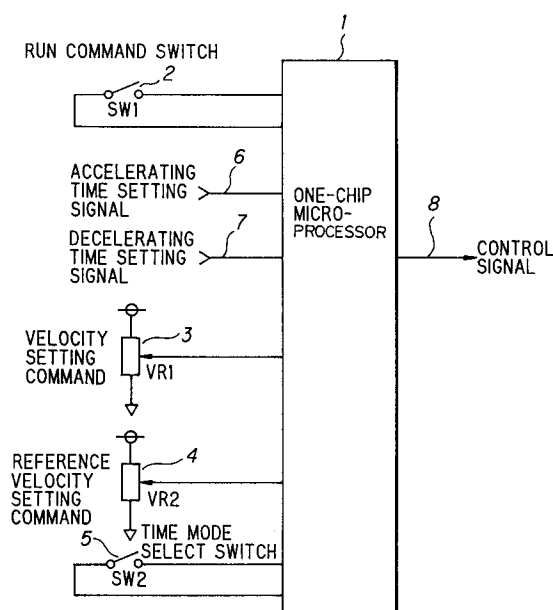 1
RUN COMMAND SWITCH
2
SW1
ACCELERATING
TIME SETTING
SIGNAL
6
DECELERATING
TIME SETTING
SIGNAL
7
ONE-CHIP
MICRO-
PROCESSOR
8
CONTROL
SIGNAL
VELOCITY
SETTING
COMMAND
3
VR1
REFERENCE
VELOCITY
SETTING
COMMAND
4
VR2
5
TIME MODE
SELECT SWITCH
SW2